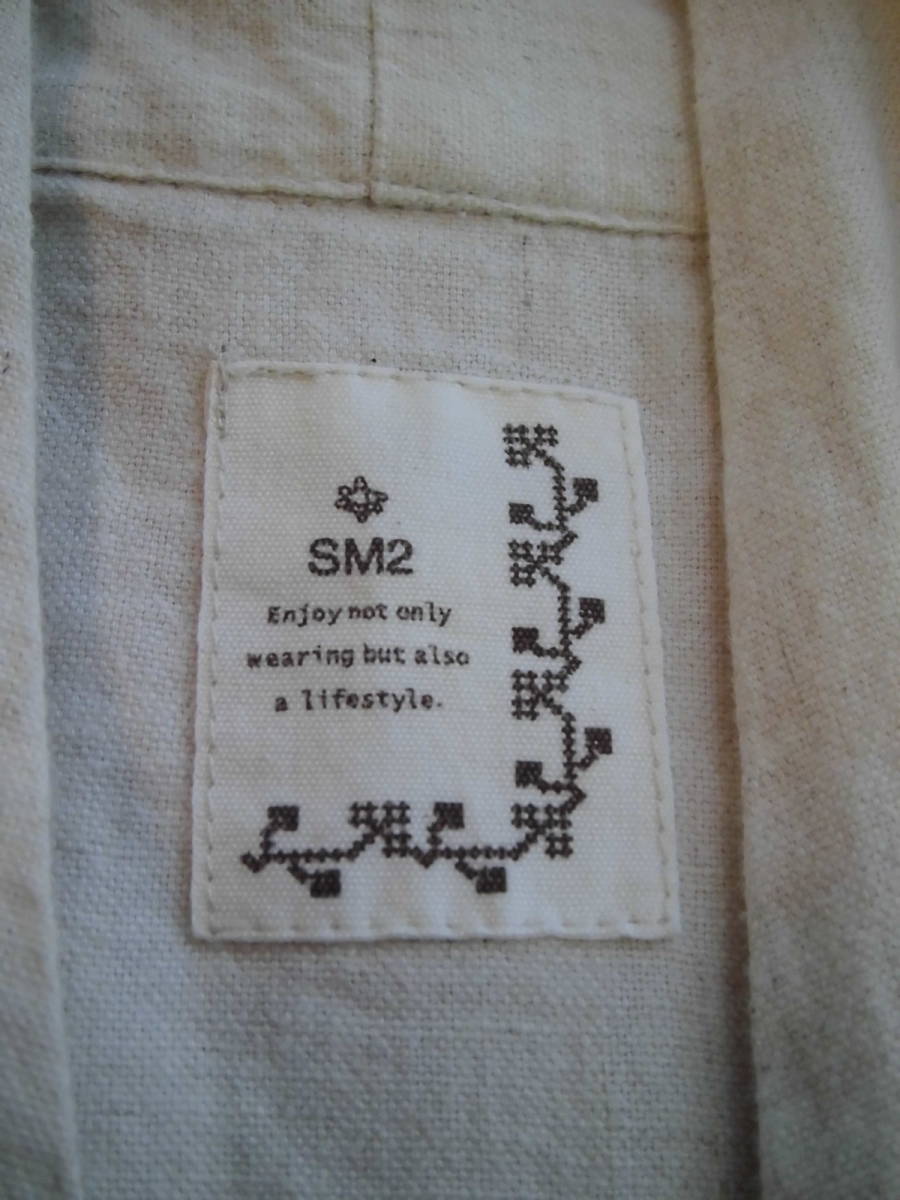 SM2
Enjoy not only
wearing but also
a lifestyle.